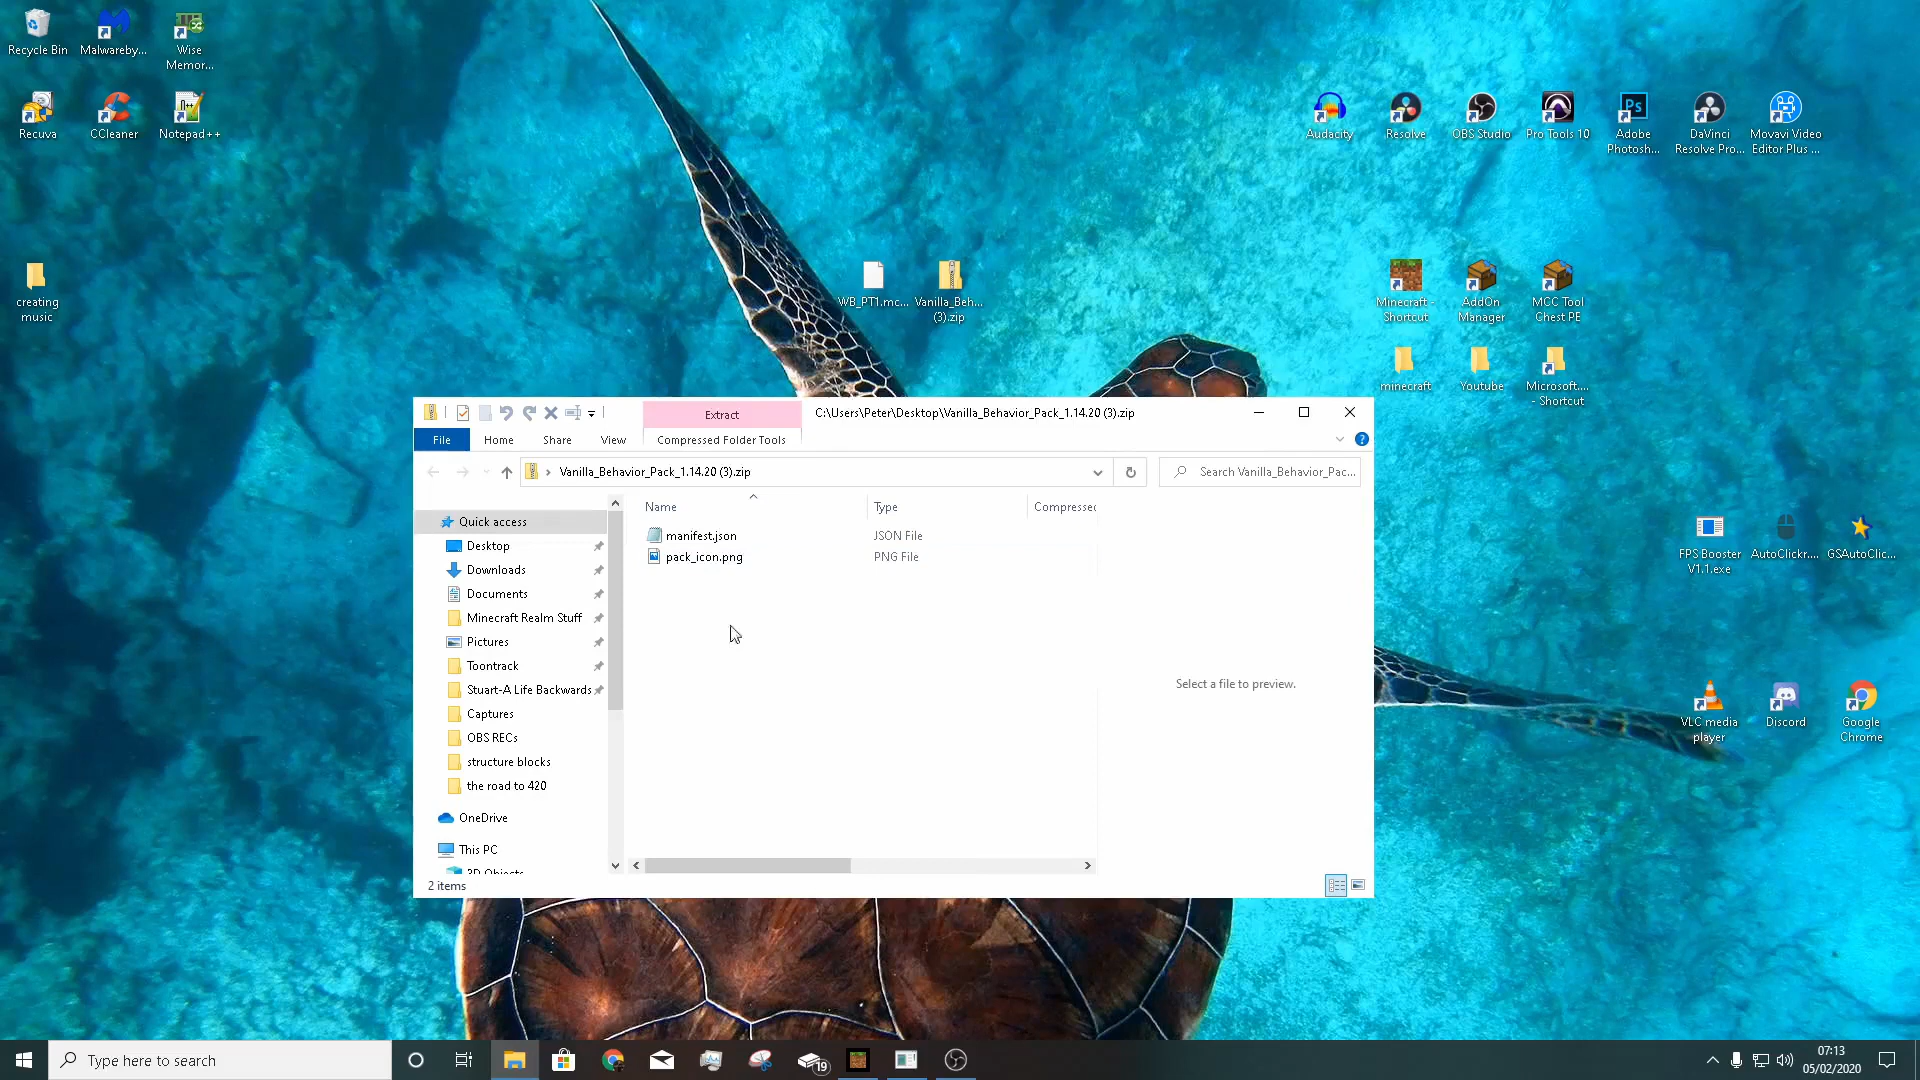 Recycle Bin
Malwareby...
Wise
Memor...
Recuva
CCleaner
Notepad++
Audacity
Resolve
OBS Studio
Pro Tools 10
Adobe
Photosh...
DaVinci
Resolve Pro...
Movavi Video
Editor Plus ...
creating
music
WB_PT1.mc...
Vanilla_Beh...
(3).zip
Minecraft -
Shortcut
AddOn
Manager
MCC Tool
Chest PE
minecraft
Youtube
Microsoft....
- Shortcut
Extract
C:\Users\Peter\Desktop\Vanilla_Behavior_Pack_1.14.20 (3).zip
File
Home
Share
View
Compressed Folder Tools
Vanilla_Behavior_Pack_1.14.20 (3).zip
Search Vanilla_Behavior_Pac...
Name
Type
Compressed
Quick access
manifest.json
JSON File
Desktop
pack_icon.png
PNG File
Downloads
Documents
Minecraft Realm Stuff
Pictures
Toontrack
Stuart-A Life Backwards
Captures
OBS RECs
structure blocks
the road to 420
OneDrive
This PC
3D Objects
Select a file to preview.
2 items
FPS Booster
V1.1.exe
AutoClickr....
GSAutoClic...
VLC media
player
Discord
Google
Chrome
Type here to search
19
07:13
05/02/2020